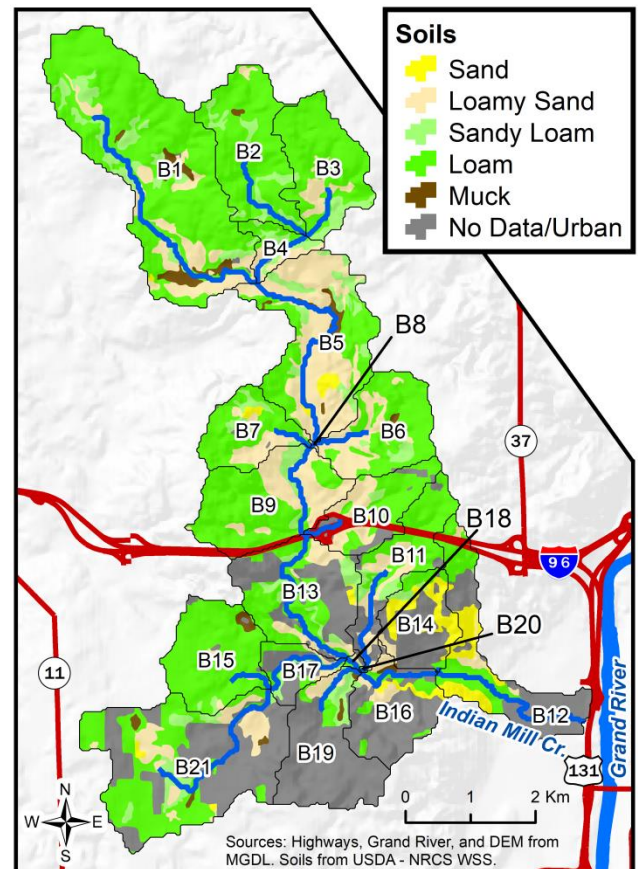 Soils
Sand
Loamy Sand
Sandy Loam
Loam
Muck
No Data/Urban
B1
B2
B3
B4
B5
B8
B7
B6
37
B9
B10
B18
96
B11
B13
B14
B20
B15
B17
11
B16
B12
Indian Mill Cr.
Grand River
B19
B21
131
N
W E
S
0 1 2 Km
Sources: Highways, Grand River, and DEM from
MGDL. Soils from USDA - NRCS WSS.